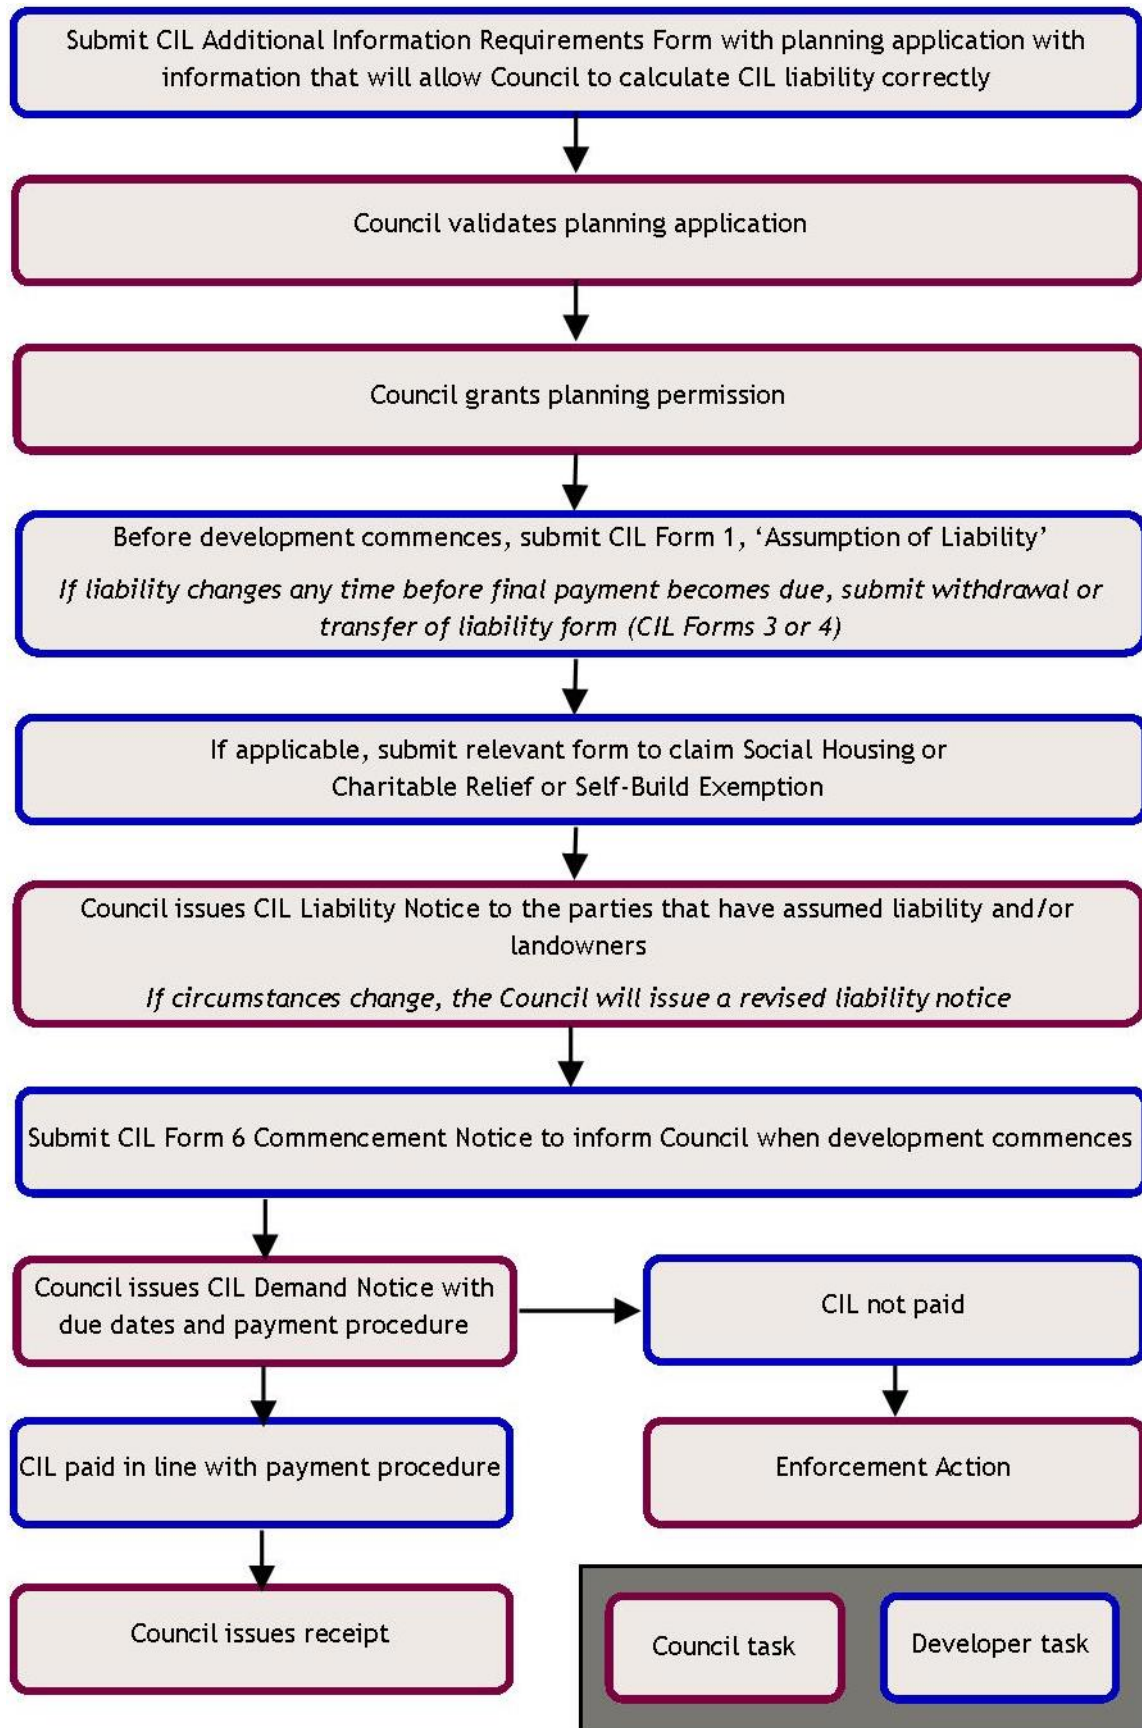 Submit CIL Additional Information Requirements Form with planning application with
information that will allow Council to calculate CIL liability correctly
Council validates planning application
Council grants planning permission
Before development commences, submit CIL Form 1, ‘Assumption of Liability’
If liability changes any time before final payment becomes due, submit withdrawal or
transfer of liability form (CIL Forms 3 or 4)
If applicable, submit relevant form to claim Social Housing or
Charitable Relief or Self-Build Exemption
Council issues CIL Liability Notice to the parties that have assumed liability and/or
landowners
If circumstances change, the Council will issue a revised liability notice
Submit CIL Form 6 Commencement Notice to inform Council when development commences
Council issues CIL Demand Notice with
due dates and payment procedure
CIL not paid
CIL paid in line with payment procedure
Enforcement Action
Council issues receipt
Council task
Developer task